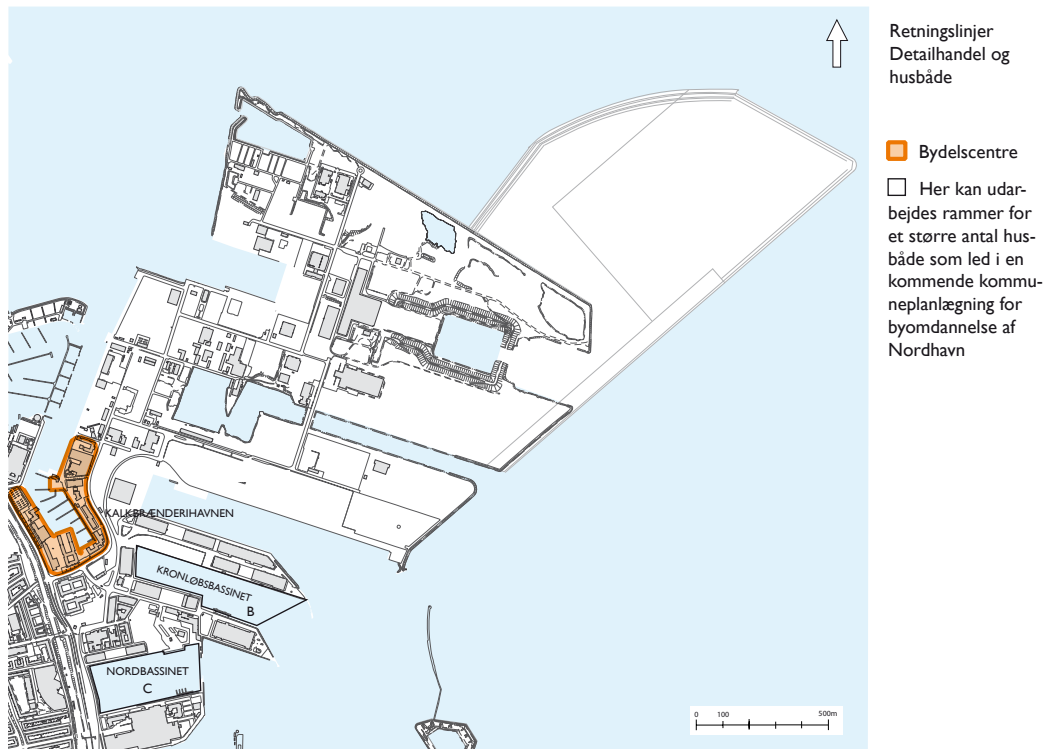 Retningslinjer
Detailhandel og
husbåde
Bydelscentre
Her kan udar-
bejdes rammer for
et større antal hus-
både som led i en
kommende kommu-
neplanlægning for
byomdannelse af
Nordhavn
KALKBRÆNDERIHAVNEN
KRONLØBSBASSINET
B
NORDBASSINET
C
0 100 500m